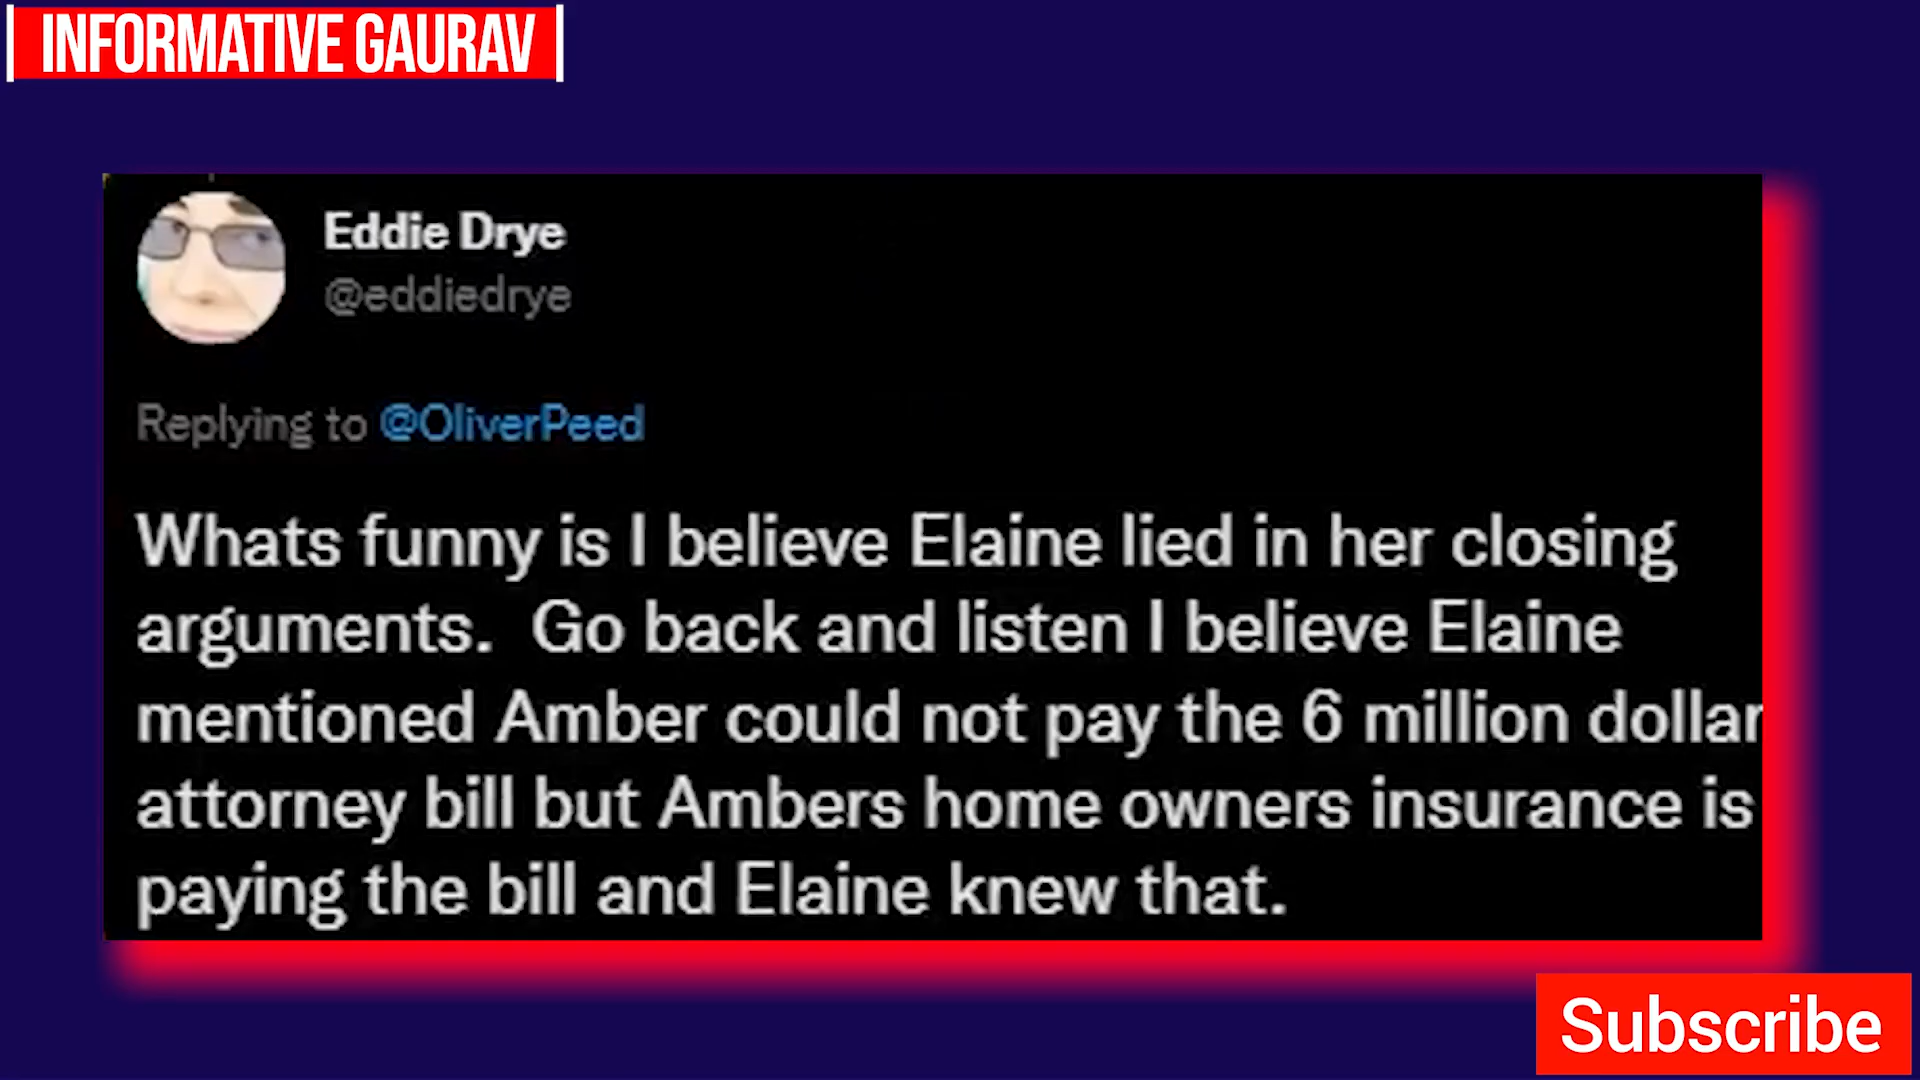 INFORMATIVE GAURAV
Eddie Drye
@eddiedrye
Replying to @OliverPeed
Whats funny is I believe Elaine lied in her closing
arguments. Go back and listen I believe Elaine
mentioned Amber could not pay the 6 million dollar
attorney bill but Ambers home owners insurance is
paying the bill and Elaine knew that.
Subscribe